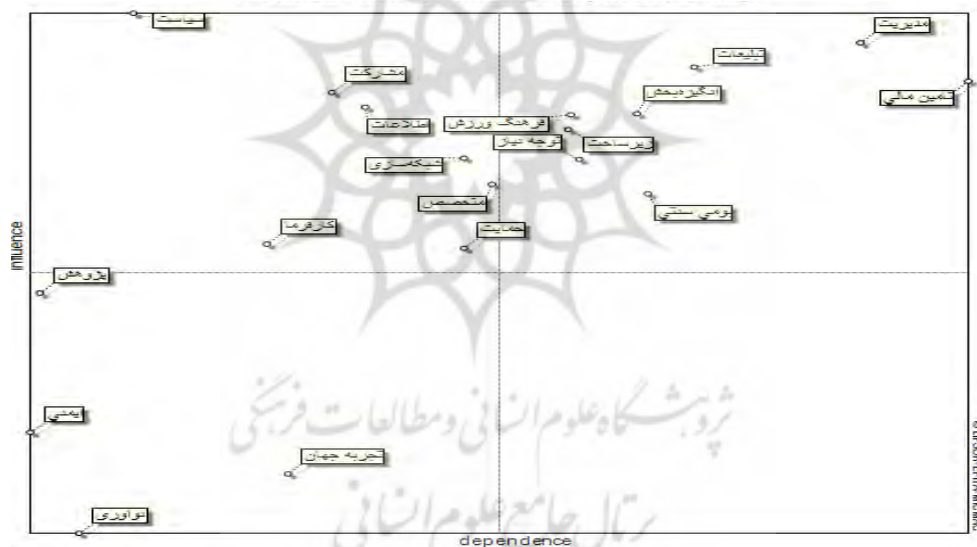 سیاست
مدیریت
تبلیغات
مشارکت
انگیزه‌بخش
تامین مالی
فرهنگ ورزش
اطلاعات
توجه نیاز
زیرساخت
شبکه‌سازی
متخصص
بومی سنتی
کارفرما
حمایت
influence
پژوهش
پژوهشگاه علوم انسانی و مطالعات فرهنگی
ایمنی
تجربه جهان
پرتال جامع علوم انسانی
نوآوری
dependence